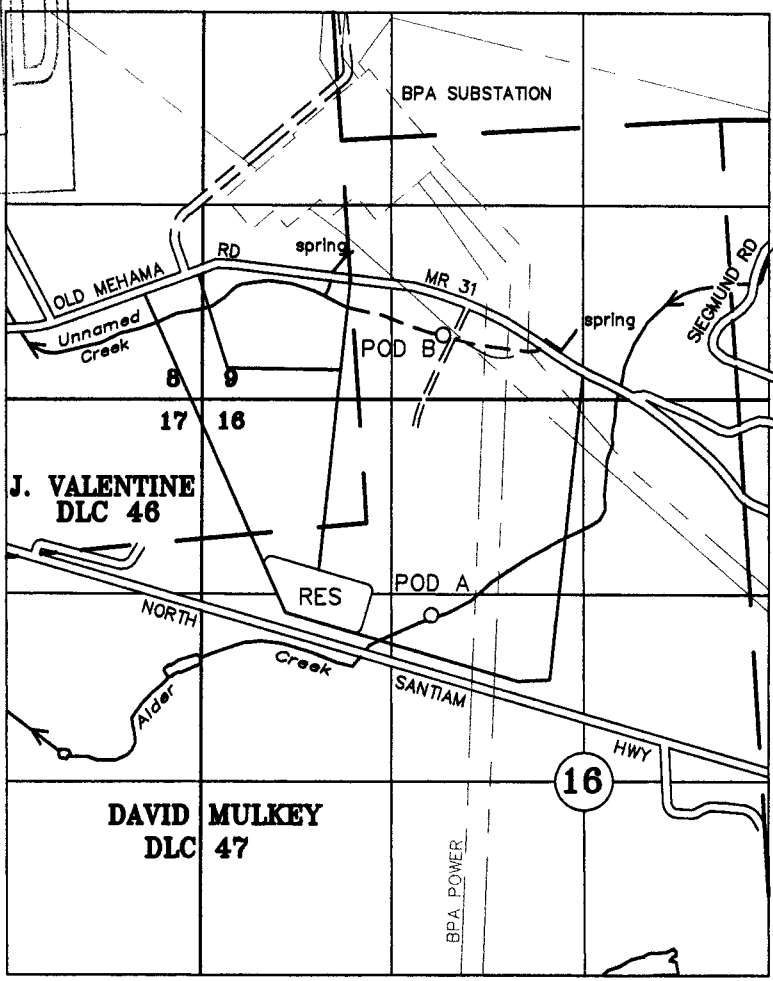 BPA SUBSTATION
OLD MEHAMA RD
MR 31
SIEGMUND RD
spring
spring
Unnamed
Creek
POD B
8 9
17 16
J. VALENTINE
DLC 46
RES
POD A
NORTH SANTIAM HWY
Alder Creek
16
DAVID MULKEY
DLC 47
BPA POWER